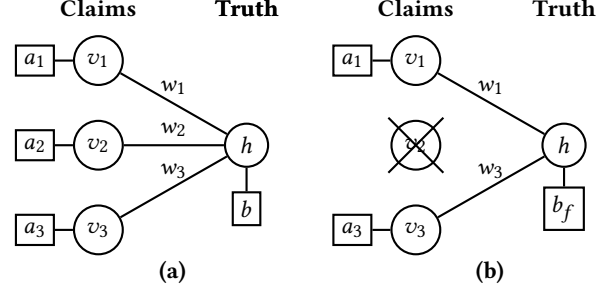 Claims Truth Claims Truth
a1 v1 a1 v1
w1 w1
a2 v2 w2 h v2 h
w3 w3
b bf
a3 v3 a3 v3
(a) (b)